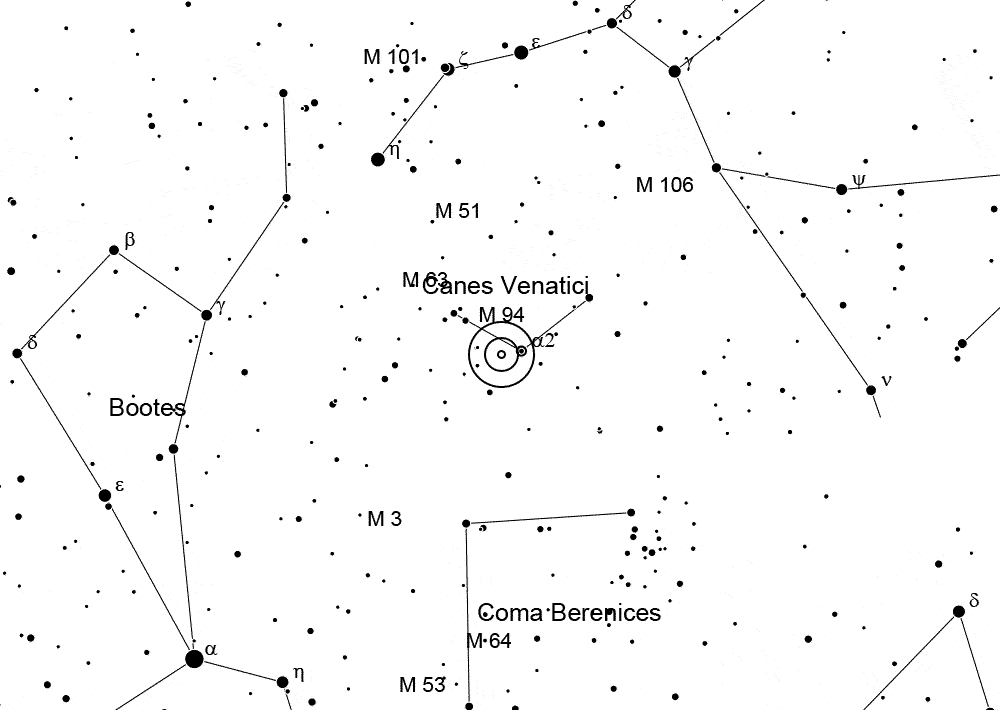 δ
ε
M 101 ζ
γ
η
M 106 ψ
M 51
β
M 63
Canes Venatici
γ M 94
δ α2
ν
Bootes
ε
M 3
Coma Berenices
δ
α M 64
η M 53